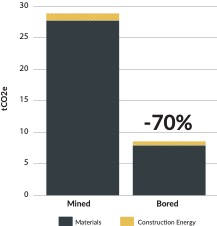 30
25
20
15
10
5
0
tCO2e
-70%
Mined
Bored
Materials
Construction Energy